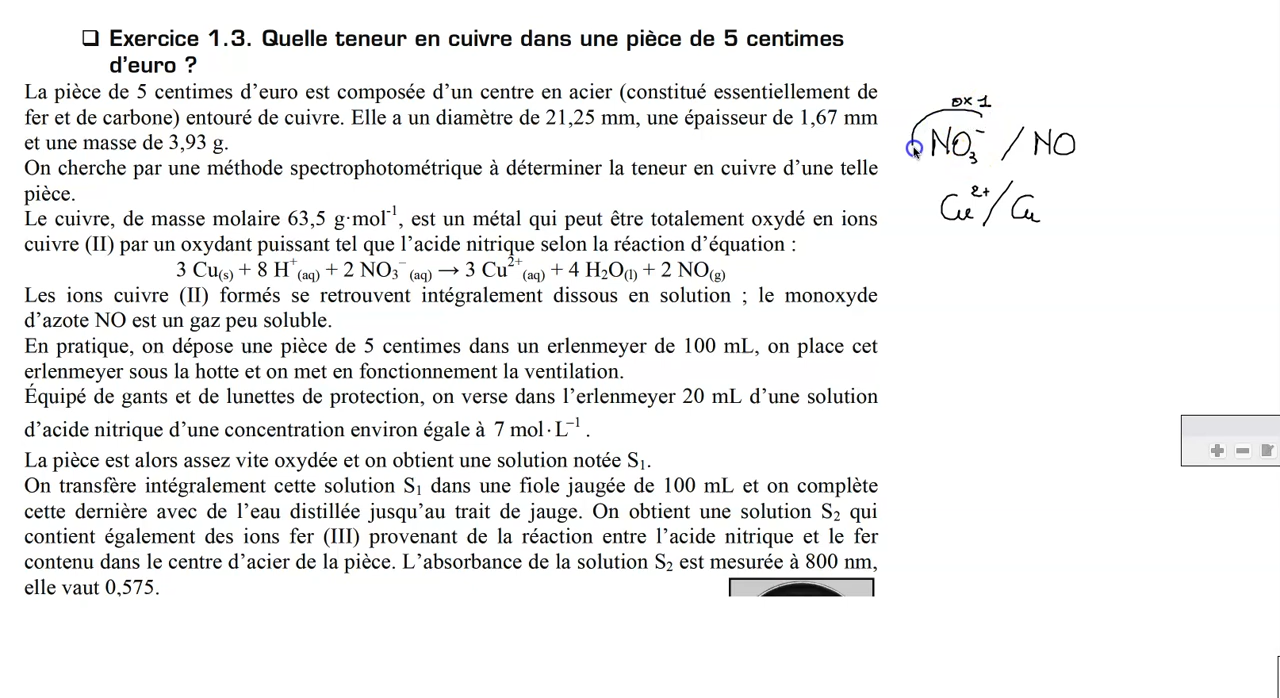 ❑ Exercice 1.3. Quelle teneur en cuivre dans une pièce de 5 centimes
d'euro ?
La pièce de 5 centimes d'euro est composée d'un centre en acier (constitué essentiellement de
fer et de carbone) entouré de cuivre. Elle a un diamètre de 21,25 mm, une épaisseur de 1,67 mm
et une masse de 3,93 g.
On cherche par une méthode spectrophotométrique à déterminer la teneur en cuivre d'une telle
pièce.
Le cuivre, de masse molaire 63,5 g·mol⁻¹, est un métal qui peut être totalement oxydé en ions
cuivre (II) par un oxydant puissant tel que l'acide nitrique selon la réaction d'équation :
3 Cu(s) + 8 H⁺(aq) + 2 NO₃⁻(aq) → 3 Cu²⁺(aq) + 4 H₂O(l) + 2 NO(g)
Les ions cuivre (II) formés se retrouvent intégralement dissous en solution ; le monoxyde
d'azote NO est un gaz peu soluble.
En pratique, on dépose une pièce de 5 centimes dans un erlenmeyer de 100 mL, on place cet
erlenmeyer sous la hotte et on met en fonctionnement la ventilation.
Équipé de gants et de lunettes de protection, on verse dans l'erlenmeyer 20 mL d'une solution
d'acide nitrique d'une concentration environ égale à 7 mol·L⁻¹ .
La pièce est alors assez vite oxydée et on obtient une solution notée S₁.
On transfère intégralement cette solution S₁ dans une fiole jaugée de 100 mL et on complète
cette dernière avec de l'eau distillée jusqu'au trait de jauge. On obtient une solution S₂ qui
contient également des ions fer (III) provenant de la réaction entre l'acide nitrique et le fer
contenu dans le centre d'acier de la pièce. L'absorbance de la solution S₂ est mesurée à 800 nm,
elle vaut 0,575.
ox 1
NO₃⁻ / NO
Cu²⁺/ Cu